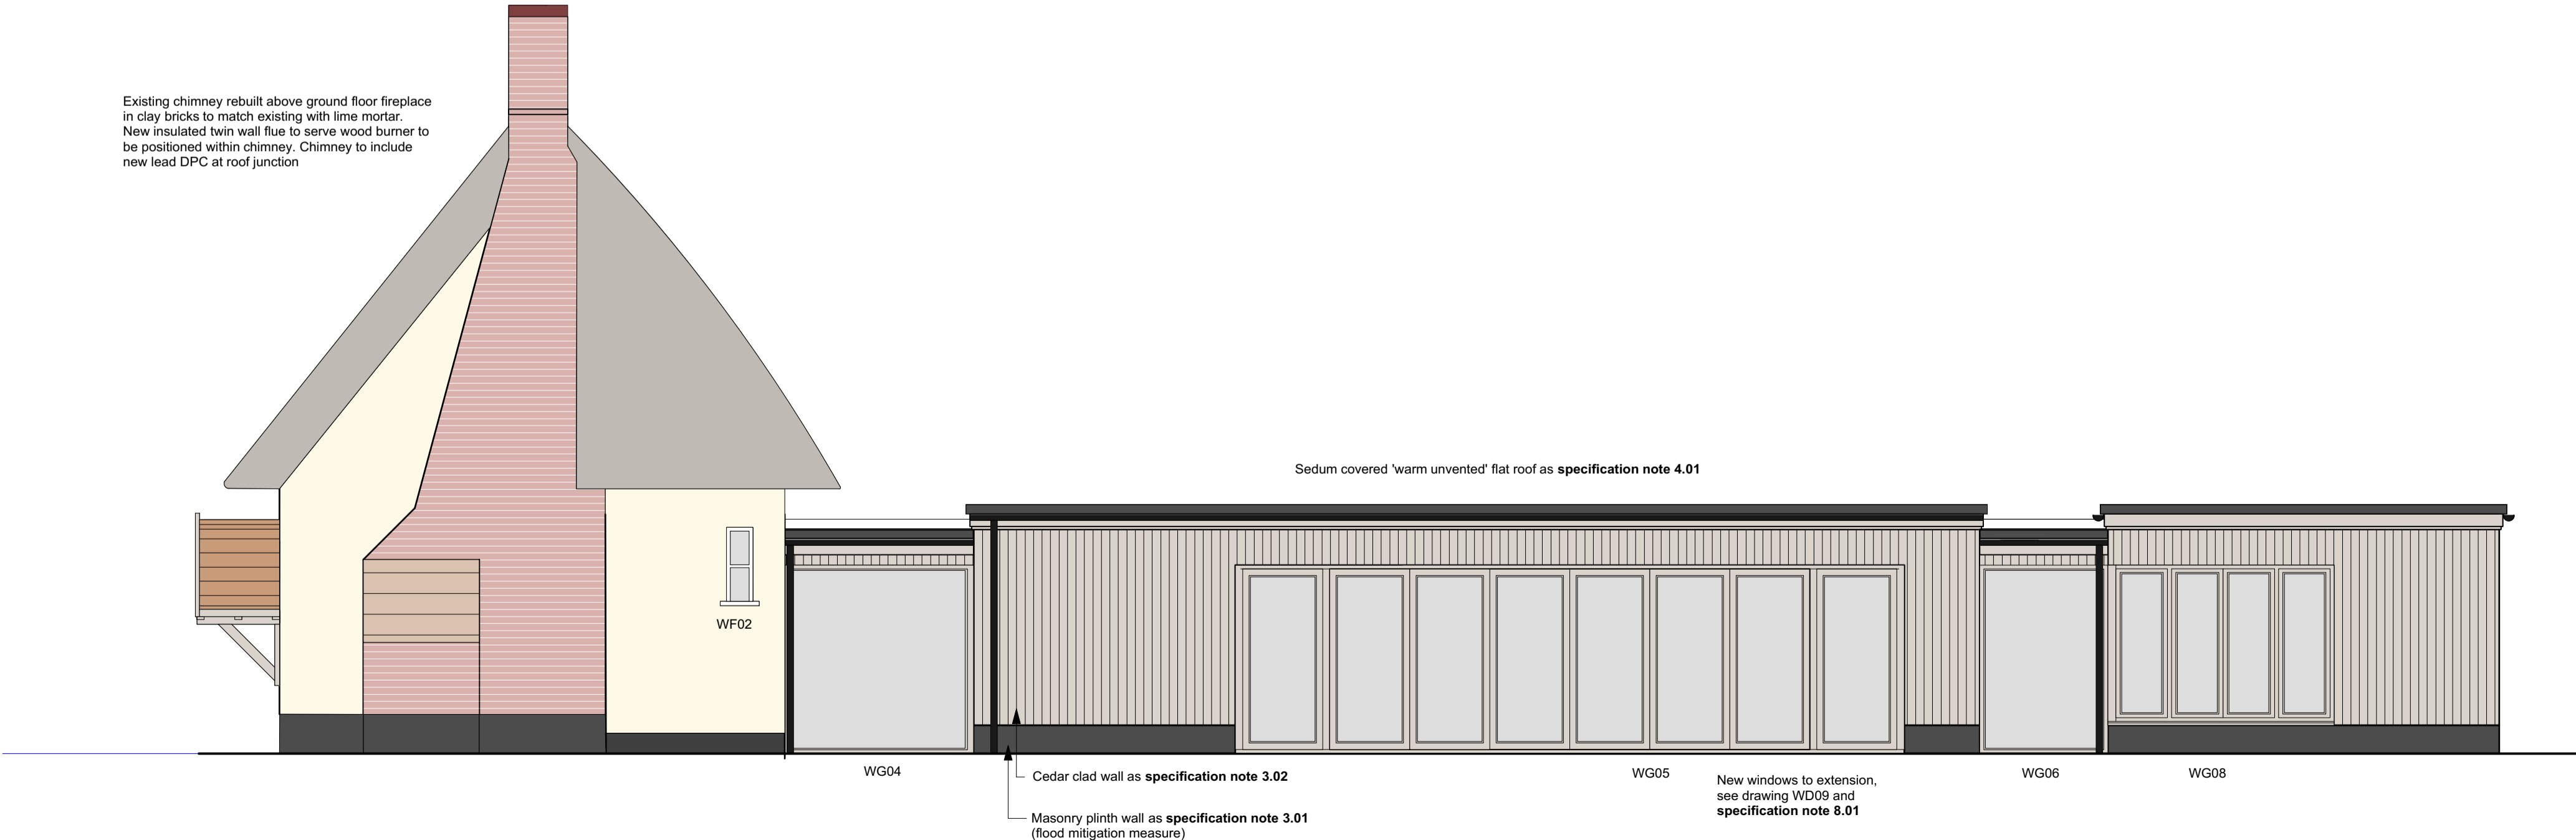 Existing chimney rebuilt above ground floor fireplace
in clay bricks to match existing with lime mortar.
New insulated twin wall flue to serve wood burner to
be positioned within chimney. Chimney to include
new lead DPC at roof junction
Sedum covered 'warm unvented' flat roof as specification note 4.01
WF02
WG04
WG05
WG06
WG08
Cedar clad wall as specification note 3.02
New windows to extension,
see drawing WD09 and
specification note 8.01
Masonry plinth wall as specification note 3.01
(flood mitigation measure)